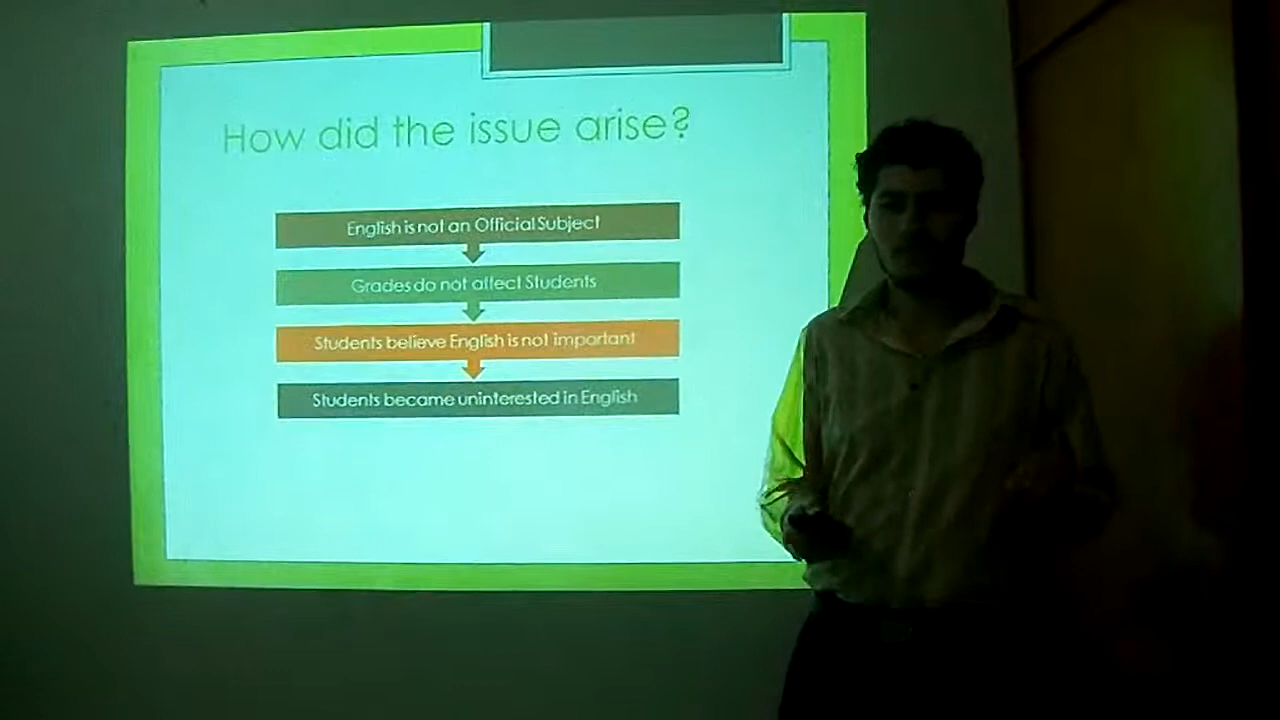 How did the issue arise?
English is not an Official Subject
Grades do not affect Students
Students believe English is not important
Students became uninterested in English